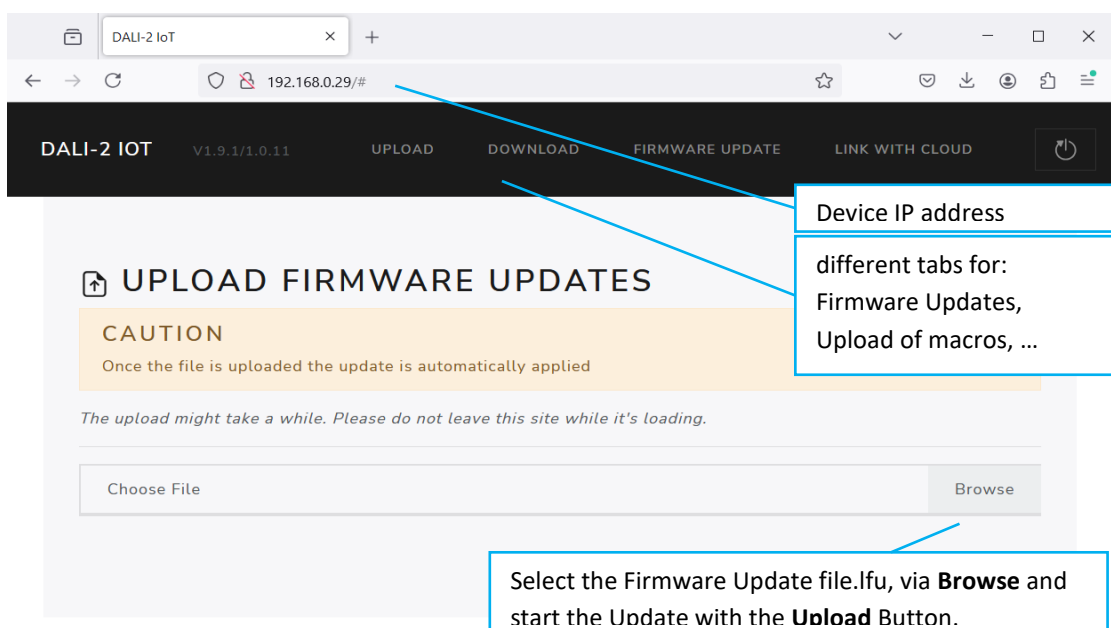 DALI-2 IoT
192.168.0.29/#
DALI-2 IOT V1.9.1/1.0.11 UPLOAD DOWNLOAD FIRMWARE UPDATE LINK WITH CLOUD
Device IP address
different tabs for:
Firmware Updates,
Upload of macros, ...
UPLOAD FIRMWARE UPDATES
CAUTION
Once the file is uploaded the update is automatically applied
The upload might take a while. Please do not leave this site while it's loading.
Choose File Browse
Select the Firmware Update file.lfu, via Browse and
start the Update with the Upload Button.